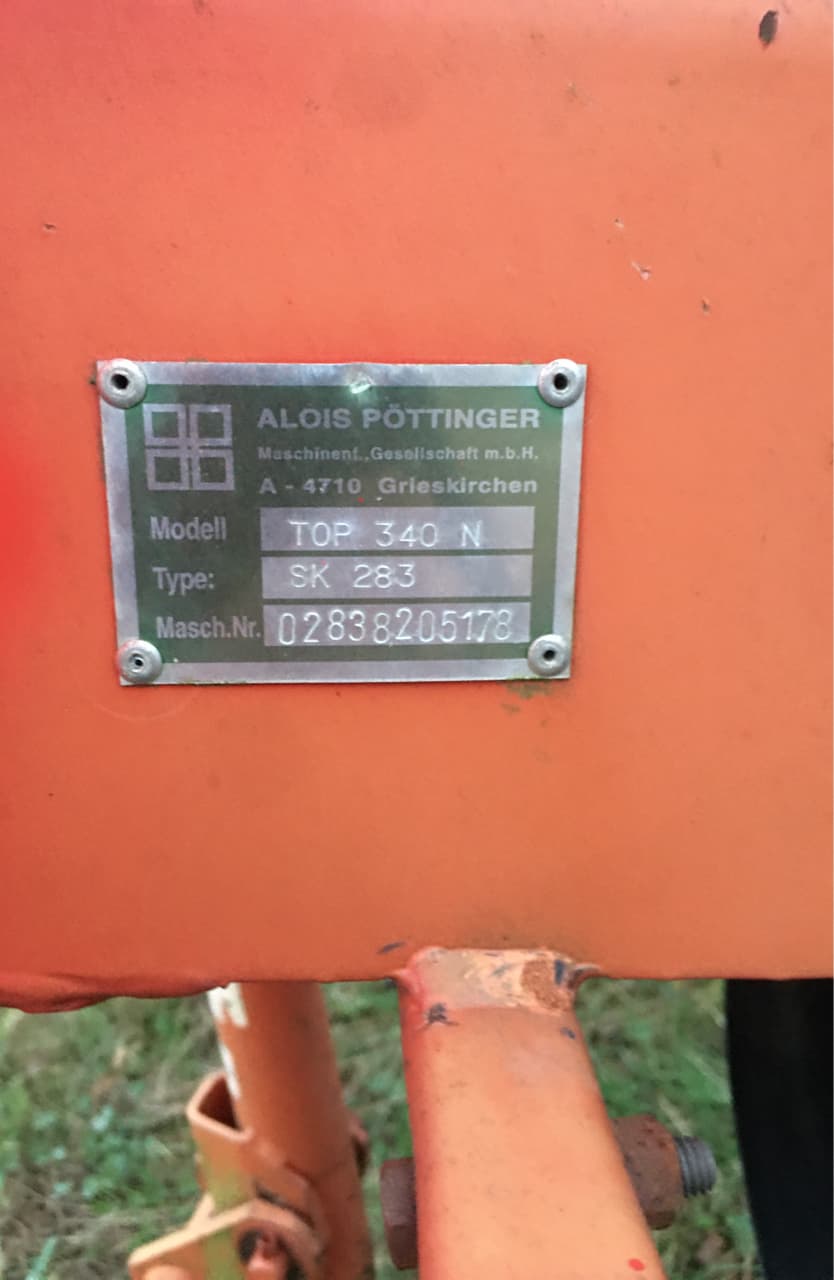 ALOIS PÖTTINGER
Maschinenf.,Gesellschaft m.b.H.
A - 4710 Grieskirchen
Modell TOP 340 N
Type: SK 283
Masch.Nr. 02838205178